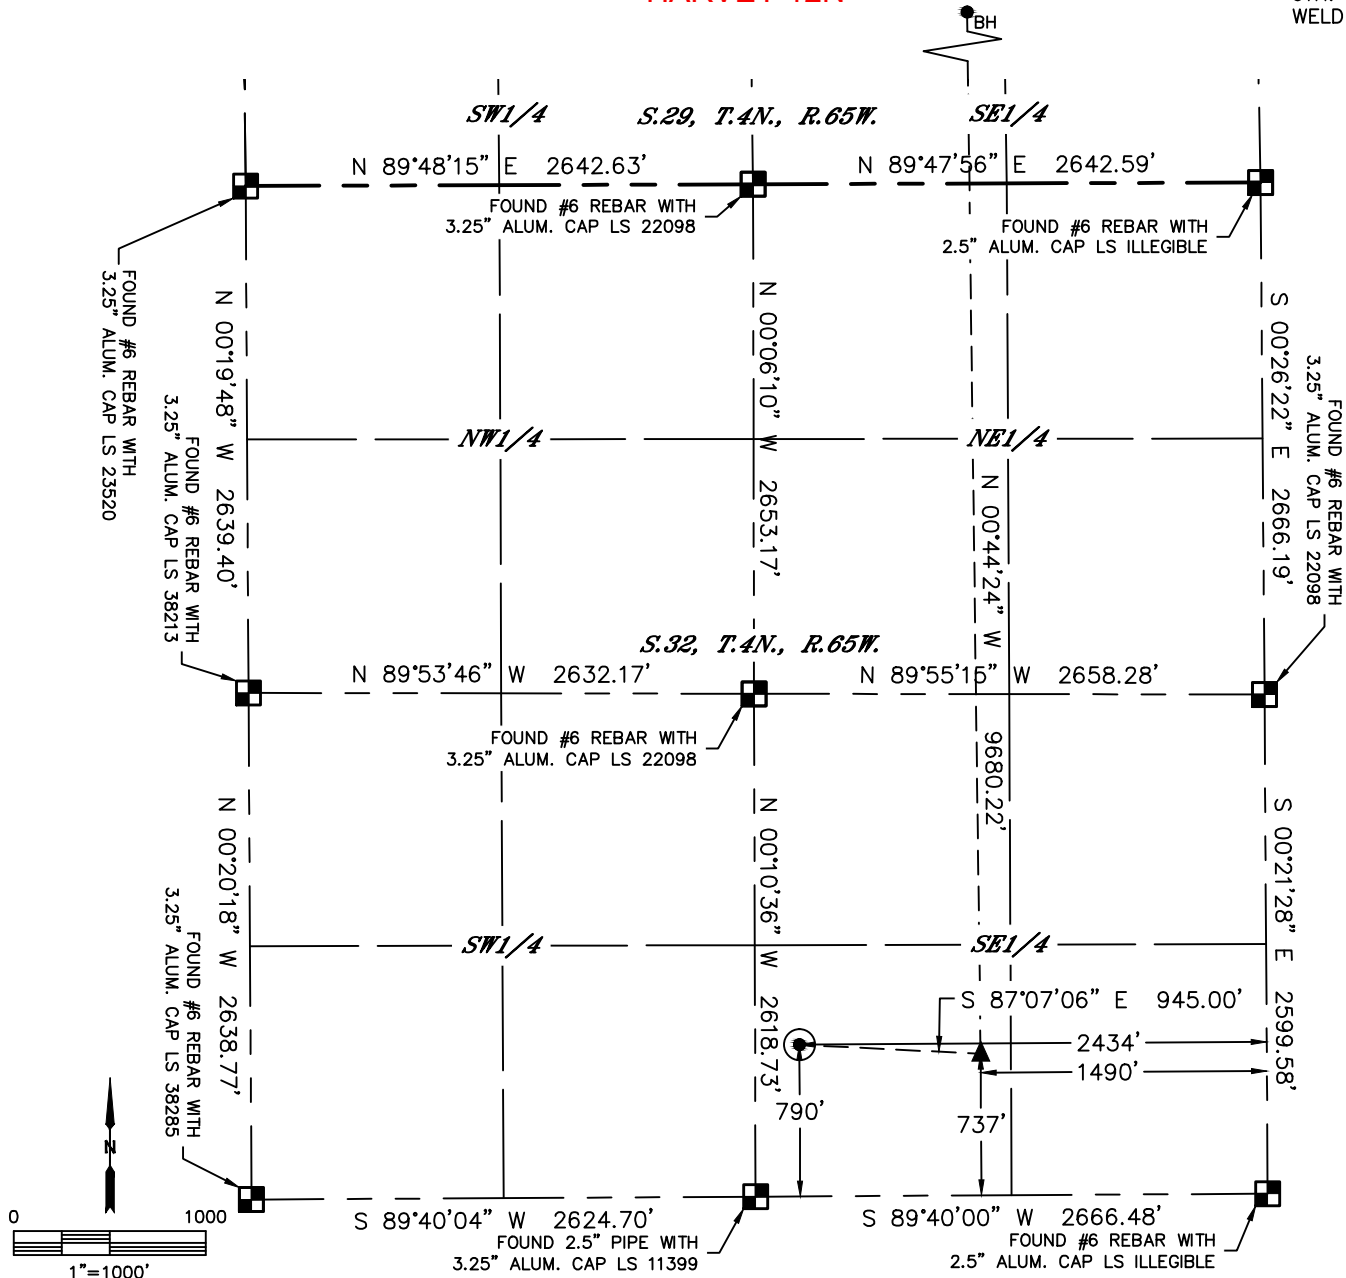 WELD
BH
SW1/4
S.29, T.4N., R.65W.
SE1/4
N 89°48'15" E 2642.63'
N 89°47'56" E 2642.59'
FOUND #6 REBAR WITH
3.25" ALUM. CAP LS 22098
FOUND #6 REBAR WITH
2.5" ALUM. CAP LS ILLEGIBLE
FOUND #6 REBAR WITH
3.25" ALUM. CAP LS 23520
N 00°19'48" W 2639.40'
N 00°06'10" W 2653.17'
S 00°26'22" E 2666.19'
FOUND #6 REBAR WITH
3.25" ALUM. CAP LS 22098
NW1/4
NE1/4
FOUND #6 REBAR WITH
3.25" ALUM. CAP LS 38213
N 00°44'24" W 9680.22'
S.32, T.4N., R.65W.
N 89°53'46" W 2632.17'
N 89°55'15" W 2658.28'
FOUND #6 REBAR WITH
3.25" ALUM. CAP LS 22098
N 00°20'18" W 2638.77'
N 00°10'36" W 2618.73'
S 00°21'28" E 2599.58'
SW1/4
SE1/4
FOUND #6 REBAR WITH
3.25" ALUM. CAP LS 38285
S 87°07'06" E 945.00'
2434'
1490'
790'
737'
N
0 1000
1"=1000'
S 89°40'04" W 2624.70'
S 89°40'00" W 2666.48'
FOUND 2.5" PIPE WITH
3.25" ALUM. CAP LS 11399
FOUND #6 REBAR WITH
2.5" ALUM. CAP LS ILLEGIBLE